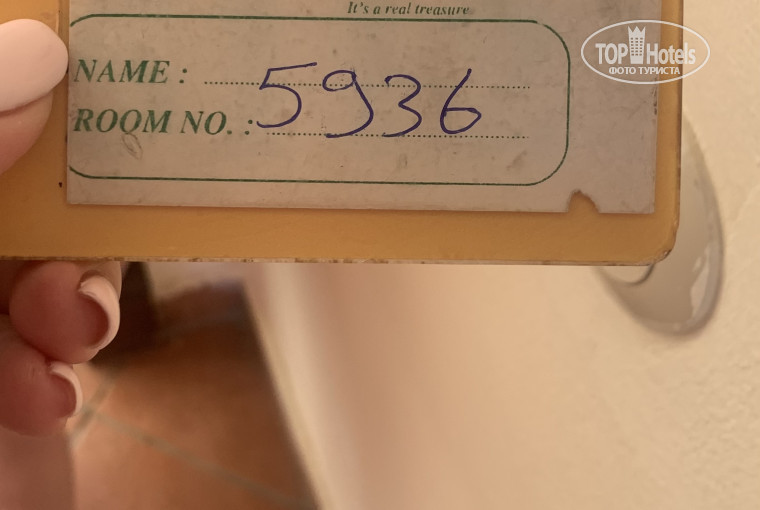 It's a real treasure
NAME :
5936
ROOM NO. :
TOP Hotels
ФОТО ТУРИСТА